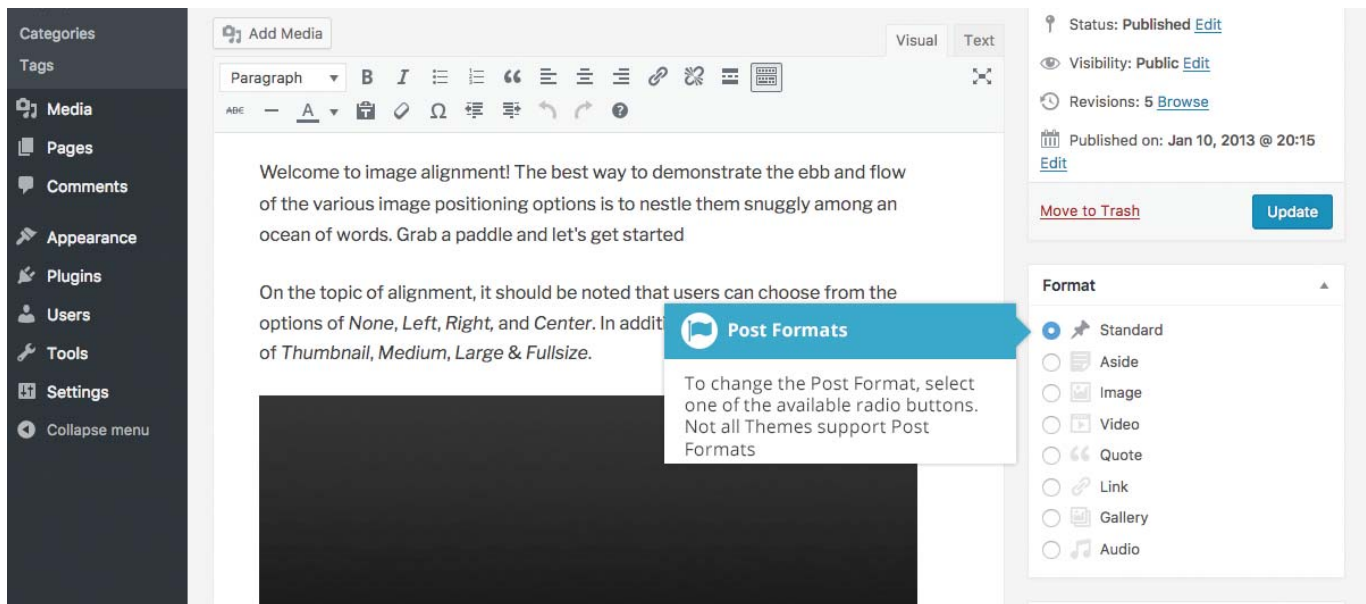 Categories
Tags
Media
Pages
Comments
Appearance
Plugins
Users
Tools
Settings
Collapse menu
Add Media
Visual
Text
Paragraph
B
I
ABC
A
Ω
Welcome to image alignment! The best way to demonstrate the ebb and flow
of the various image positioning options is to nestle them snuggly among an
ocean of words. Grab a paddle and let's get started
On the topic of alignment, it should be noted that users can choose from the
options of None, Left, Right, and Center. In additi
of Thumbnail, Medium, Large & Fullsize.
Post Formats
To change the Post Format, select
one of the available radio buttons.
Not all Themes support Post
Formats
Status: Published Edit
Visibility: Public Edit
Revisions: 5 Browse
Published on: Jan 10, 2013 @ 20:15
Edit
Move to Trash
Update
Format
Standard
Aside
Image
Video
Quote
Link
Gallery
Audio